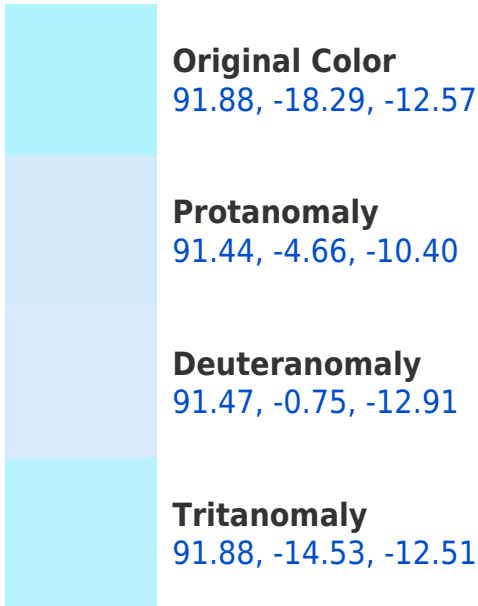 Original Color
91.88, -18.29, -12.57
Protanomaly
91.44, -4.66, -10.40
Deuteranomaly
91.47, -0.75, -12.91
Tritanomaly
91.88, -14.53, -12.51